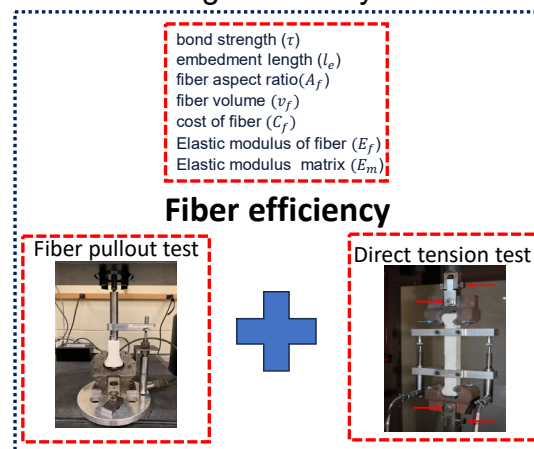 bond strength (τ)
embedment length (lₑ)
fiber aspect ratio(A_f)
fiber volume (v_f)
cost of fiber (C_f)
Elastic modulus of fiber (E_f)
Elastic modulus matrix (E_m)
Fiber efficiency
Fiber pullout test
Direct tension test